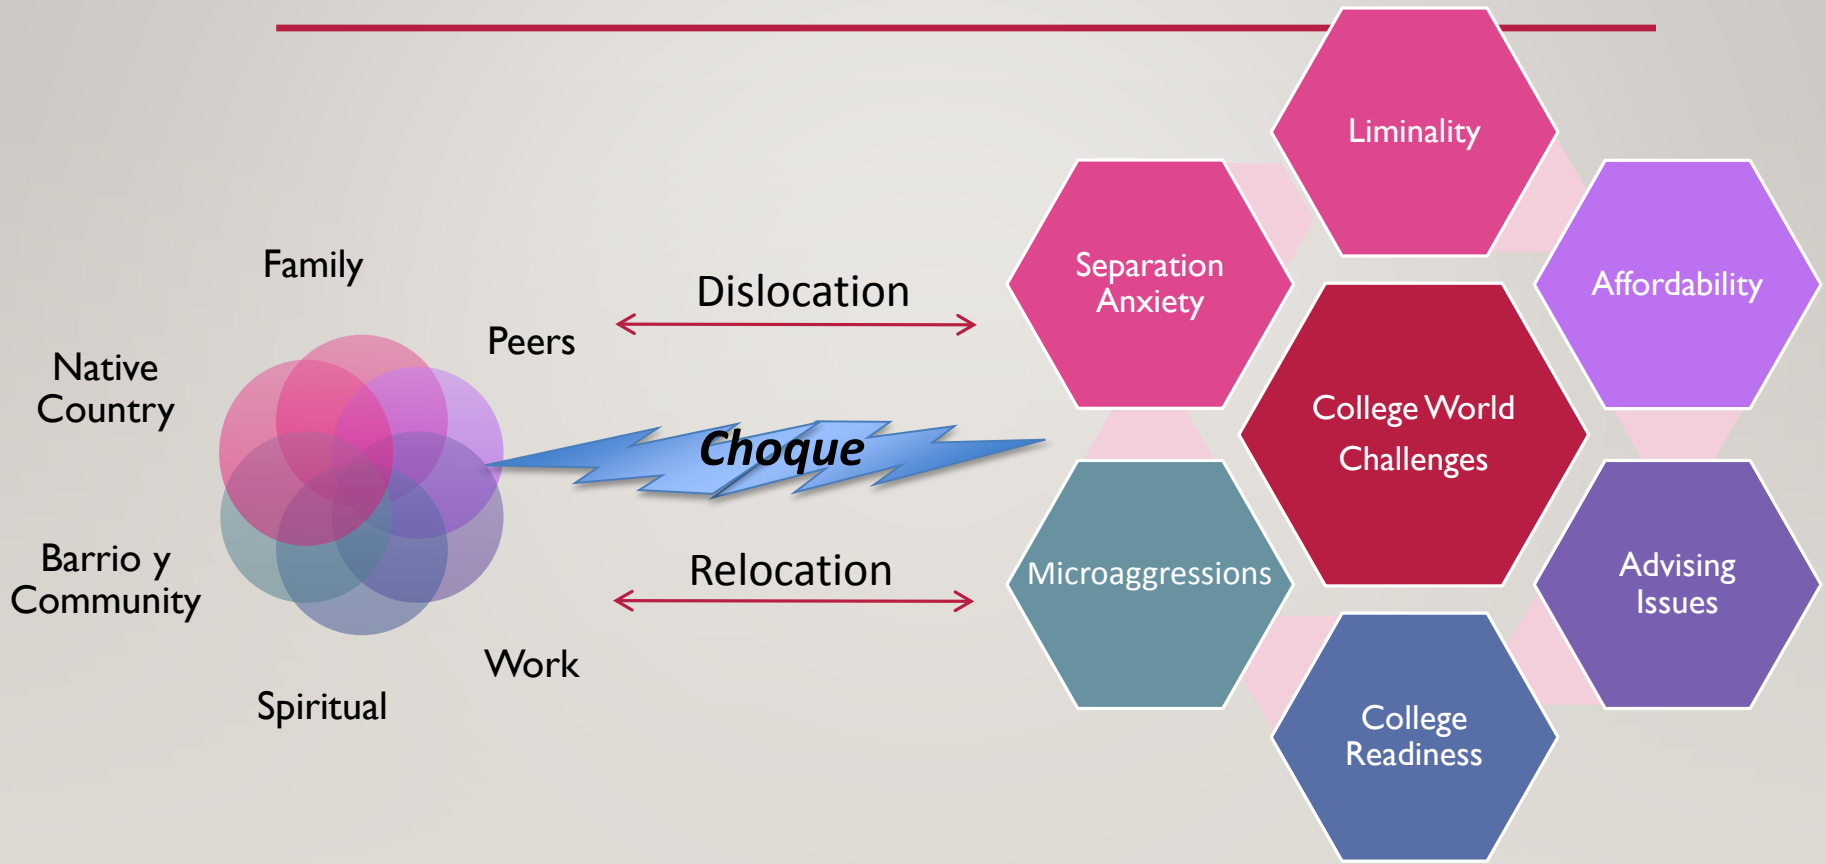 Family
Peers
Native
Country
Barrio y
Community
Work
Spiritual
Dislocation
Choque
Relocation
Liminality
Separation
Anxiety
Affordability
College World
Challenges
Microaggressions
Advising
Issues
College
Readiness